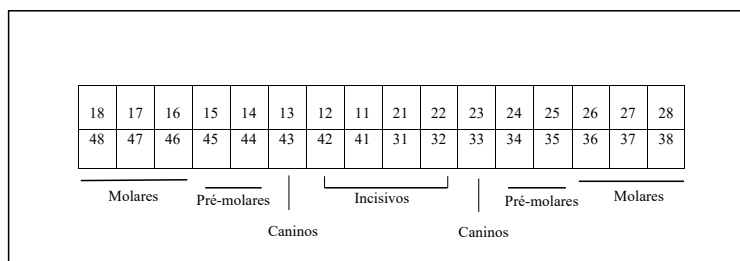 18 17 16 15 14 13 12 11 21 22 23 24 25 26 27 28
48 47 46 45 44 43 42 41 31 32 33 34 35 36 37 38
Molares Pré-molares Incisivos Pré-molares Molares
Caninos Caninos